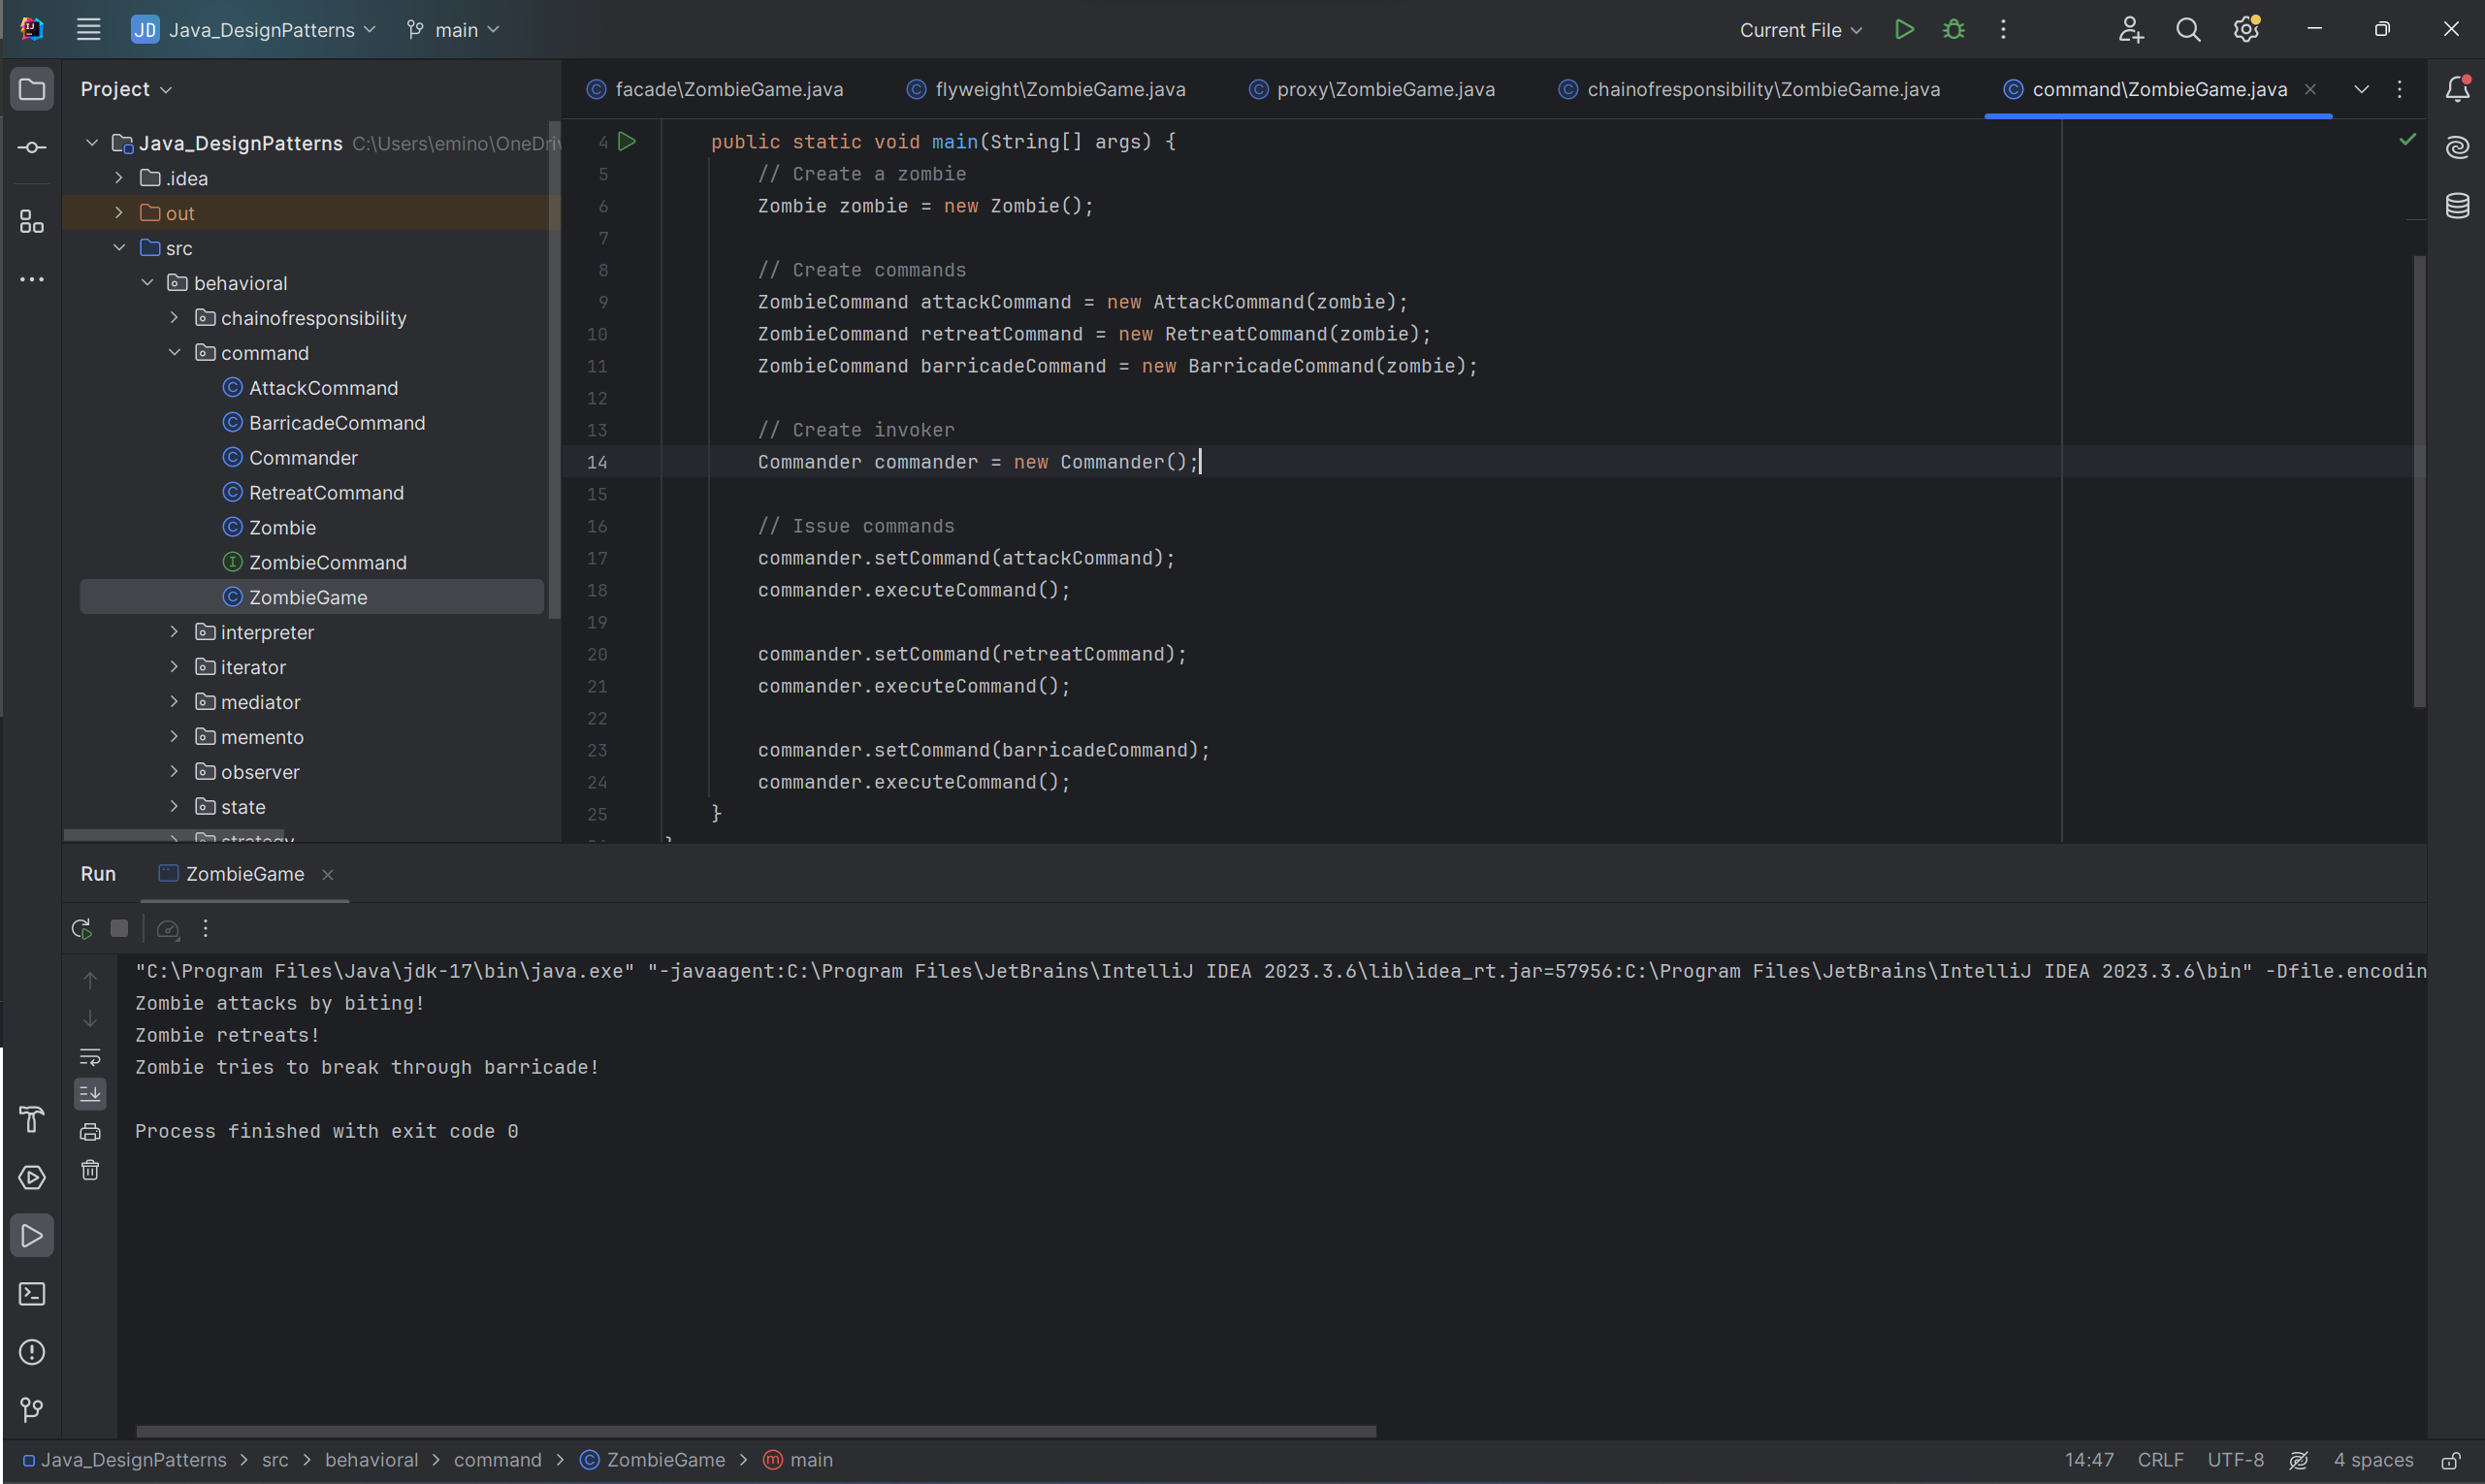 JD Java_DesignPatterns main Current File
Project
facade\ZombieGame.java flyweight\ZombieGame.java proxy\ZombieGame.java chainofresponsibility\ZombieGame.java command\ZombieGame.java
Java_DesignPatterns C:\Users\emino\OneDriv
.idea
out
src
behavioral
chainofresponsibility
command
AttackCommand
BarricadeCommand
Commander
RetreatCommand
Zombie
ZombieCommand
ZombieGame
interpreter
iterator
mediator
memento
observer
state
strategy
4 public static void main(String[] args) {
5 // Create a zombie
6 Zombie zombie = new Zombie();
7
8 // Create commands
9 ZombieCommand attackCommand = new AttackCommand(zombie);
10 ZombieCommand retreatCommand = new RetreatCommand(zombie);
11 ZombieCommand barricadeCommand = new BarricadeCommand(zombie);
12
13 // Create invoker
14 Commander commander = new Commander();
15
16 // Issue commands
17 commander.setCommand(attackCommand);
18 commander.executeCommand();
19
20 commander.setCommand(retreatCommand);
21 commander.executeCommand();
22
23 commander.setCommand(barricadeCommand);
24 commander.executeCommand();
25 }
Run ZombieGame
"C:\Program Files\Java\jdk-17\bin\java.exe" "-javaagent:C:\Program Files\JetBrains\IntelliJ IDEA 2023.3.6\lib\idea_rt.jar=57956:C:\Program Files\JetBrains\IntelliJ IDEA 2023.3.6\bin" -Dfile.encodin
Zombie attacks by biting!
Zombie retreats!
Zombie tries to break through barricade!
Process finished with exit code 0
Java_DesignPatterns > src > behavioral > command > ZombieGame > main
14:47 CRLF UTF-8 4 spaces